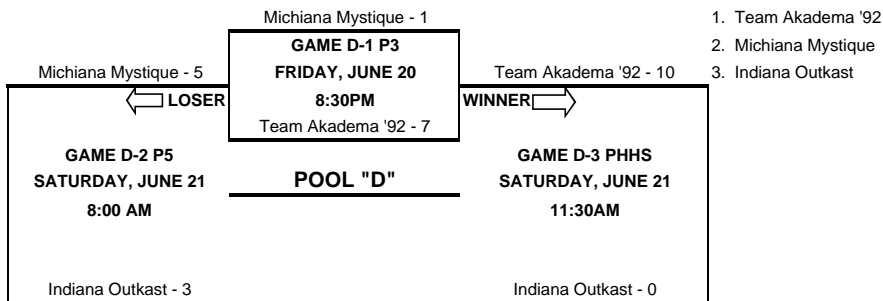 Michiana Mystique - 1
1. Team Akadema '92
GAME D-1 P3
2. Michiana Mystique
Michiana Mystique - 5
FRIDAY, JUNE 20
Team Akadema '92 - 10
3. Indiana Outkast
LOSER
8:30PM
WINNER
Team Akadema '92 - 7
GAME D-2 P5
GAME D-3 PHHS
SATURDAY, JUNE 21
POOL "D"
SATURDAY, JUNE 21
8:00 AM
11:30AM
Indiana Outkast - 3
Indiana Outkast - 0